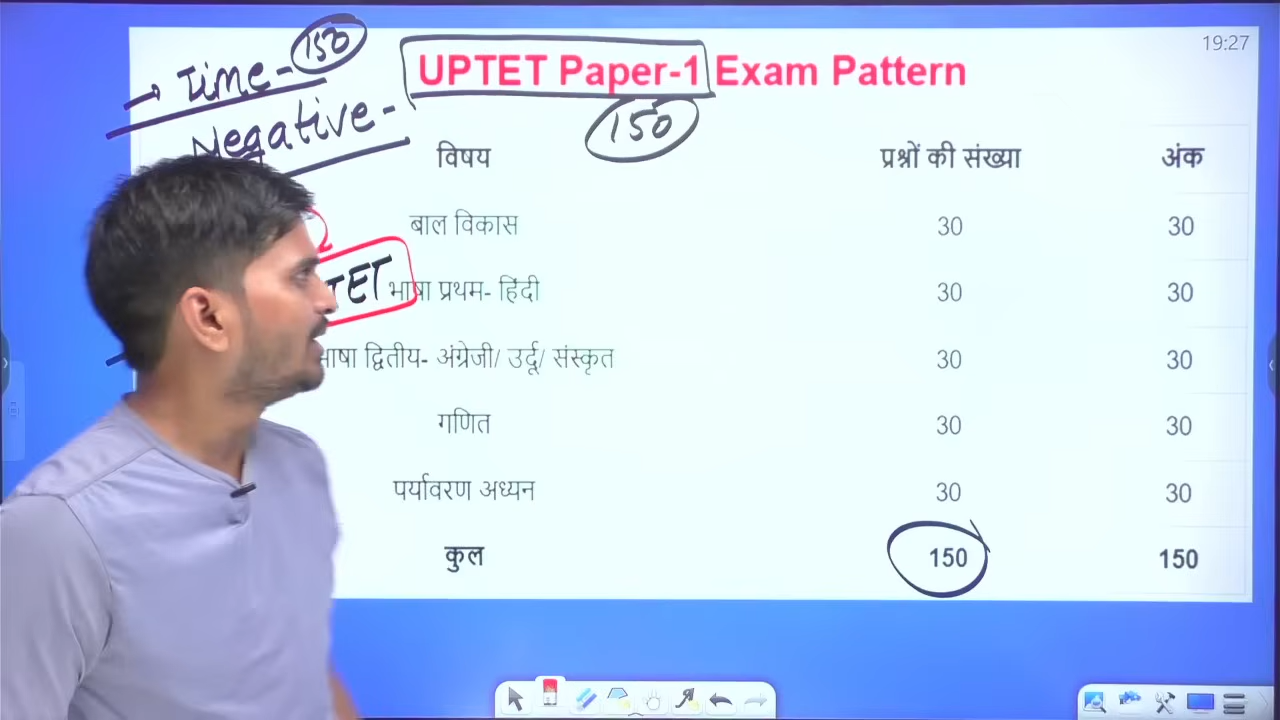 19:27
→ Time - 150
UPTET Paper-1 Exam Pattern
Negative -
150
विषय प्रश्नों की संख्या अंक
बाल विकास 30 30
TET
भाषा प्रथम- हिंदी 30 30
भाषा द्वितीय- अंग्रेजी/ उर्दू/ संस्कृत 30 30
गणित 30 30
पर्यावरण अध्यन 30 30
कुल 150 150